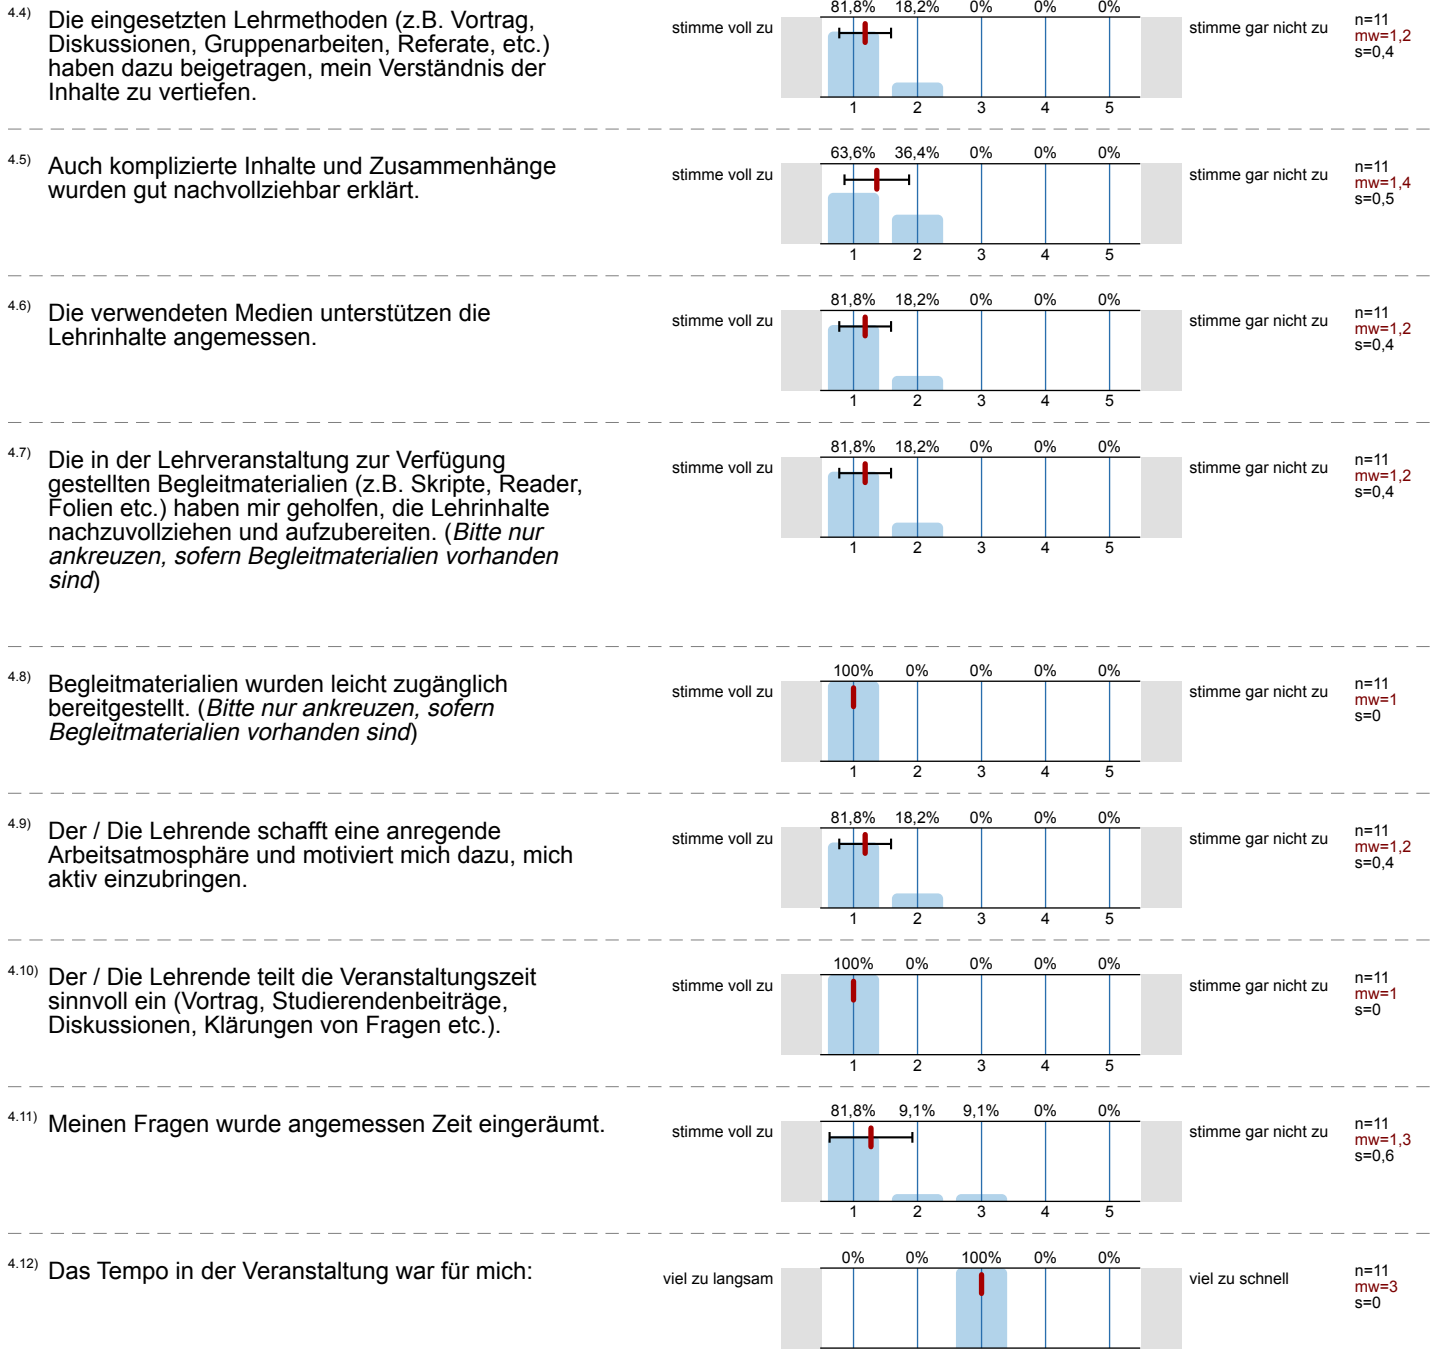 4.4) Die eingesetzten Lehrmethoden (z.B. Vortrag,
Diskussionen, Gruppenarbeiten, Referate, etc.)
haben dazu beigetragen, mein Verständnis der
Inhalte zu vertiefen.
81,8% 18,2% 0% 0% 0%
stimme voll zu
stimme gar nicht zu
n=11
mw=1,2
s=0,4
1 2 3 4 5
4.5) Auch komplizierte Inhalte und Zusammenhänge
wurden gut nachvollziehbar erklärt.
63,6% 36,4% 0% 0% 0%
stimme voll zu
stimme gar nicht zu
n=11
mw=1,4
s=0,5
1 2 3 4 5
4.6) Die verwendeten Medien unterstützen die
Lehrinhalte angemessen.
81,8% 18,2% 0% 0% 0%
stimme voll zu
stimme gar nicht zu
n=11
mw=1,2
s=0,4
1 2 3 4 5
4.7) Die in der Lehrveranstaltung zur Verfügung
gestellten Begleitmaterialien (z.B. Skripte, Reader,
Folien etc.) haben mir geholfen, die Lehrinhalte
nachzuvollziehen und aufzubereiten. (Bitte nur
ankreuzen, sofern Begleitmaterialien vorhanden
sind)
81,8% 18,2% 0% 0% 0%
stimme voll zu
stimme gar nicht zu
n=11
mw=1,2
s=0,4
1 2 3 4 5
4.8) Begleitmaterialien wurden leicht zugänglich
bereitgestellt. (Bitte nur ankreuzen, sofern
Begleitmaterialien vorhanden sind)
100% 0% 0% 0% 0%
stimme voll zu
stimme gar nicht zu
n=11
mw=1
s=0
1 2 3 4 5
4.9) Der / Die Lehrende schafft eine anregende
Arbeitsatmosphäre und motiviert mich dazu, mich
aktiv einzubringen.
81,8% 18,2% 0% 0% 0%
stimme voll zu
stimme gar nicht zu
n=11
mw=1,2
s=0,4
1 2 3 4 5
4.10) Der / Die Lehrende teilt die Veranstaltungszeit
sinnvoll ein (Vortrag, Studierendenbeiträge,
Diskussionen, Klärungen von Fragen etc.).
100% 0% 0% 0% 0%
stimme voll zu
stimme gar nicht zu
n=11
mw=1
s=0
1 2 3 4 5
4.11) Meinen Fragen wurde angemessen Zeit eingeräumt.
81,8% 9,1% 9,1% 0% 0%
stimme voll zu
stimme gar nicht zu
n=11
mw=1,3
s=0,6
1 2 3 4 5
4.12) Das Tempo in der Veranstaltung war für mich:
0% 0% 100% 0% 0%
viel zu langsam
viel zu schnell
n=11
mw=3
s=0